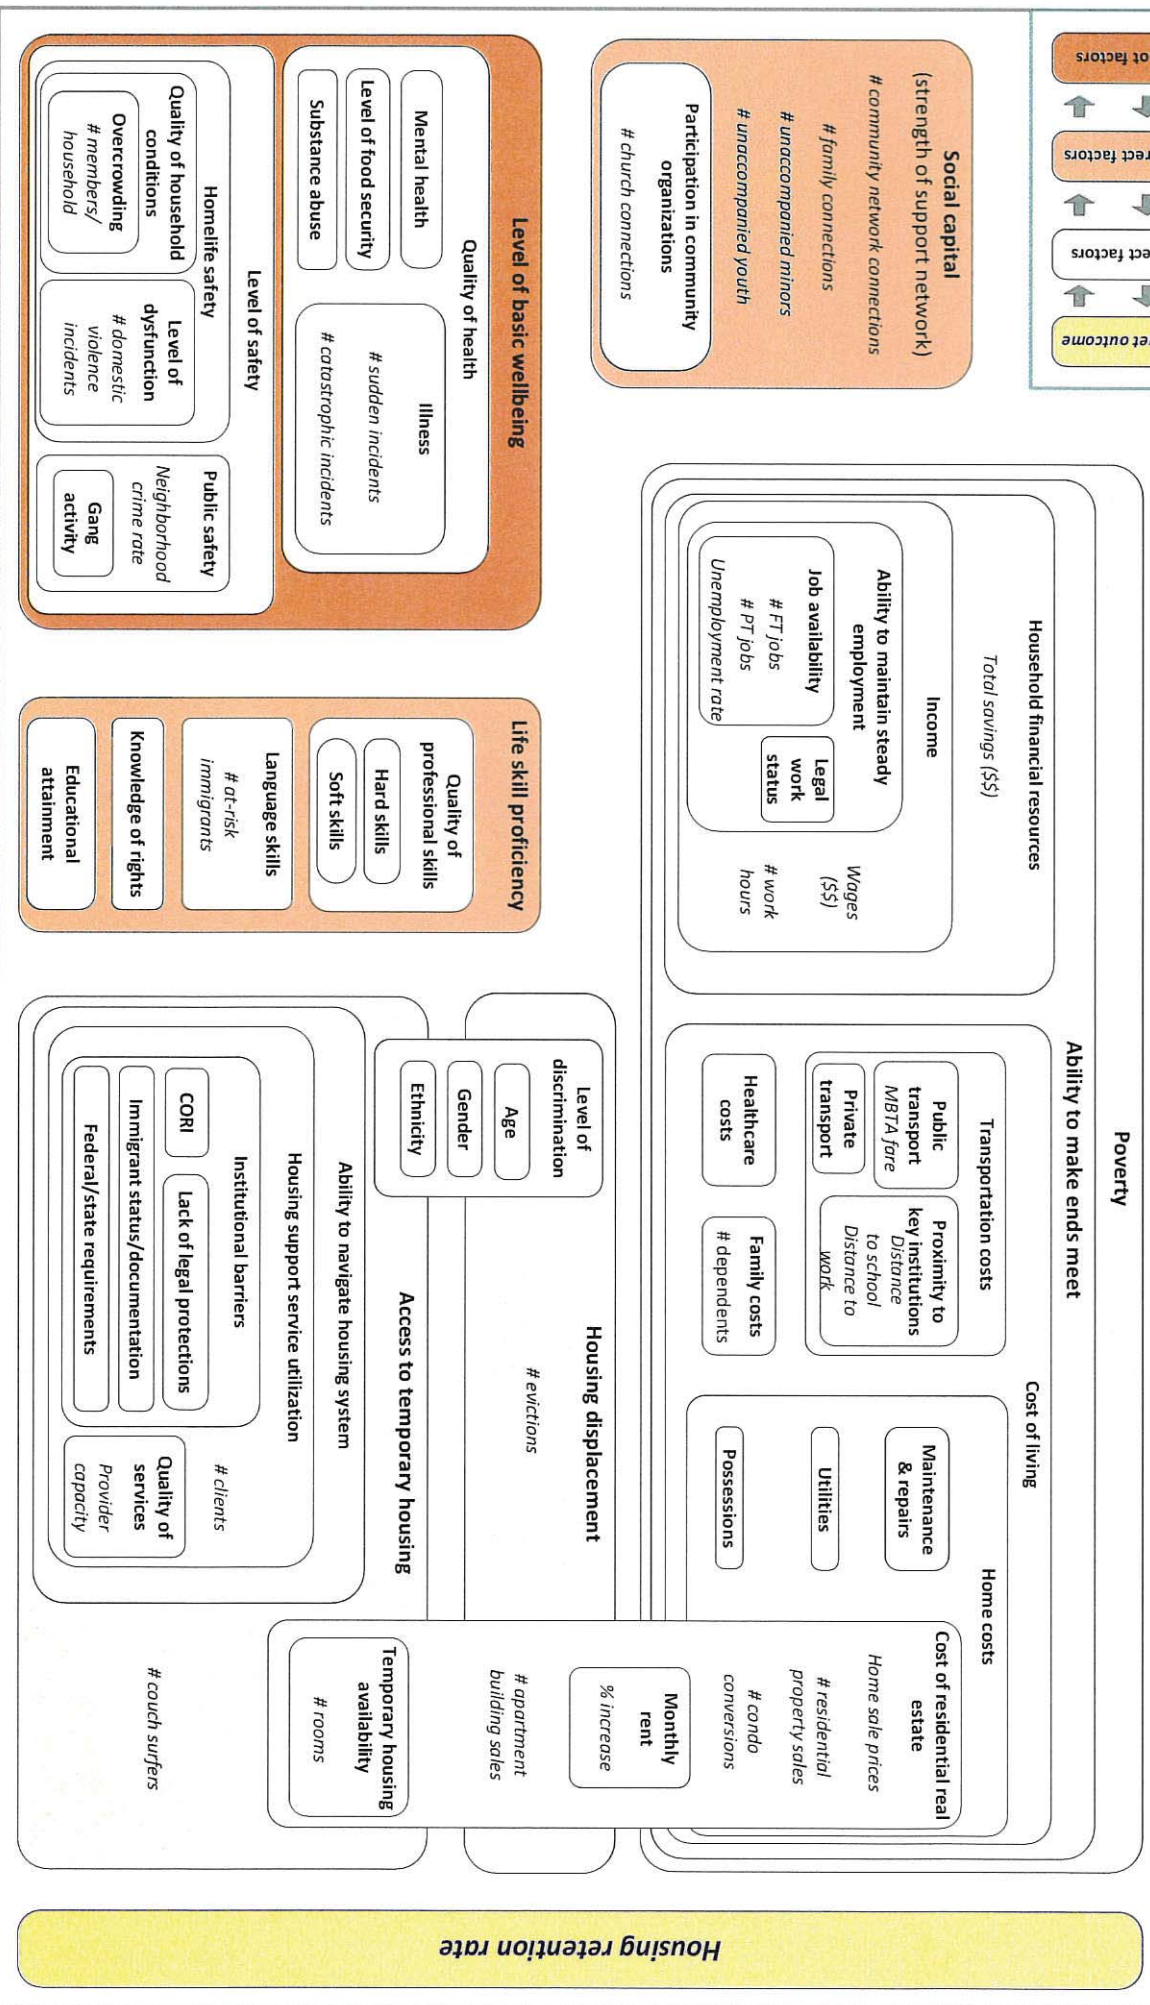 ot factors
rect factors
ect factors
et outcome
Social capital
(strength of support network)
# community network connections
# family connections
# unaccompanied minors
# unaccompanied youth
Participation in community
organizations
# church connections
Level of basic wellbeing
Quality of health
Mental health
Level of food security
Substance abuse
Illness
# sudden incidents
# catastrophic incidents
Level of safety
Homelife safety
Quality of household
conditions
Overcrowding
# members/
household
Level of
dysfunction
# domestic
violence
incidents
Public safety
Neighborhood
crime rate
Gang
activity
Poverty
Ability to make ends meet
Household financial resources
Total savings ($$)
Income
Ability to maintain steady
employment
Job availability
# FT jobs
# PT jobs
Unemployment rate
Legal
work
status
Wages
($$)
# work
hours
Life skill proficiency
Quality of
professional skills
Hard skills
Soft skills
Language skills
# at-risk
immigrants
Knowledge of rights
Educational
attainment
Cost of living
Transportation costs
Public
transport
MBTA fare
Private
transport
Proximity to
key institutions
Distance
to school
Distance to
work
Healthcare
costs
Family costs
# dependents
Home costs
Maintenance
& repairs
Utilities
Possessions
Cost of residential real
estate
Home sale prices
# residential
property sales
# condo
conversions
Monthly
rent
% increase
# apartment
building sales
Temporary housing
availability
# rooms
Housing displacement
# evictions
Level of
discrimination
Age
Gender
Ethnicity
Access to temporary housing
Ability to navigate housing system
Housing support service utilization
Institutional barriers
CORI
Lack of legal protections
Immigrant status/documentation
Federal/state requirements
# clients
Quality of
services
Provider
capacity
# couch surfers
Housing retention rate